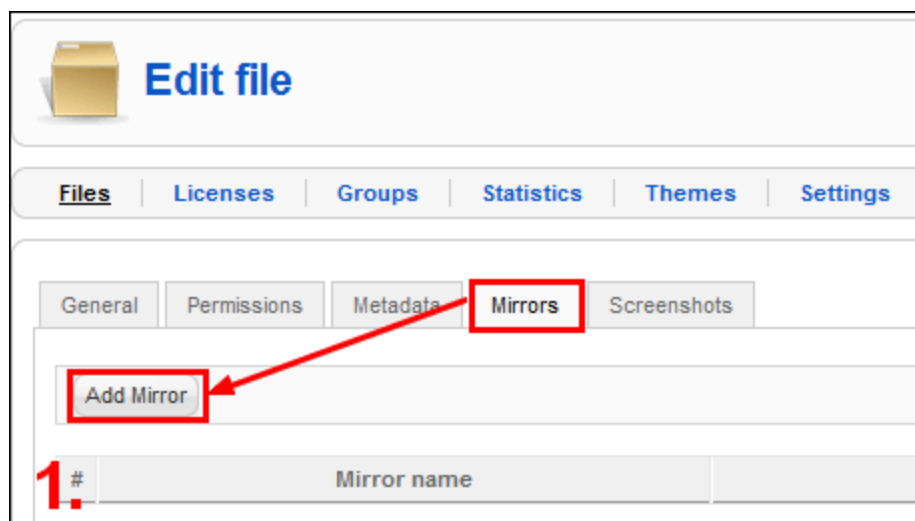 Edit file
Files Licenses Groups Statistics Themes Settings
General Permissions Metadata Mirrors Screenshots
Add Mirror
1. # Mirror name